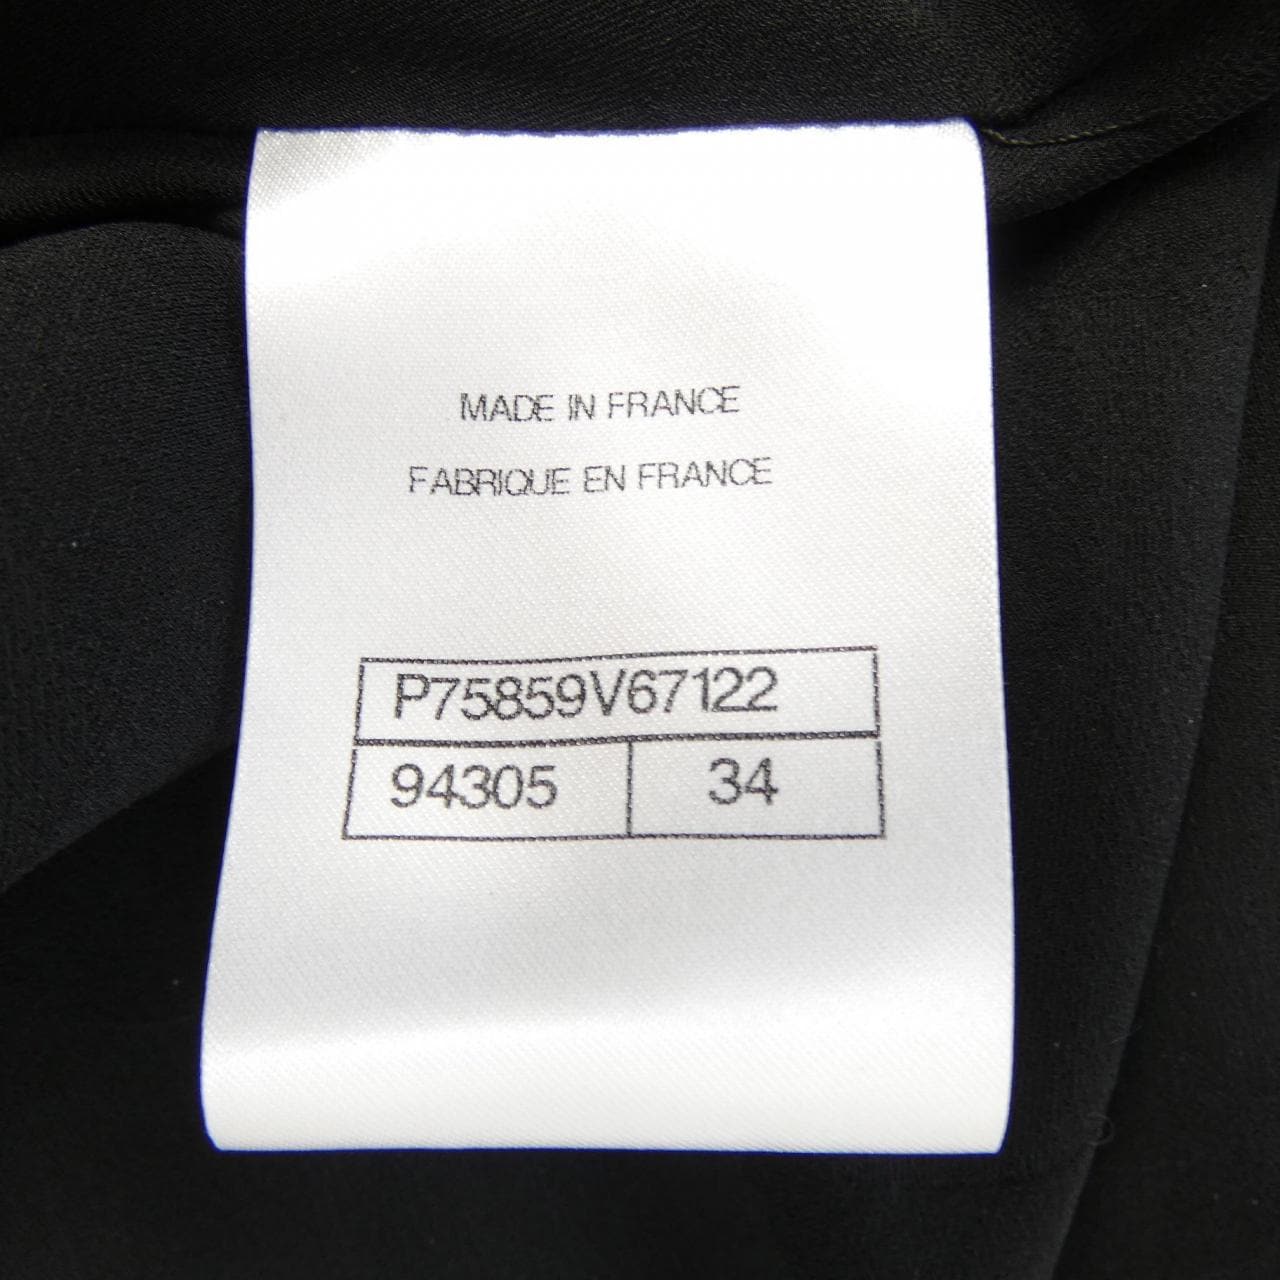 MADE IN FRANCE
FABRIQUE EN FRANCE
P75859V67122
94305 34